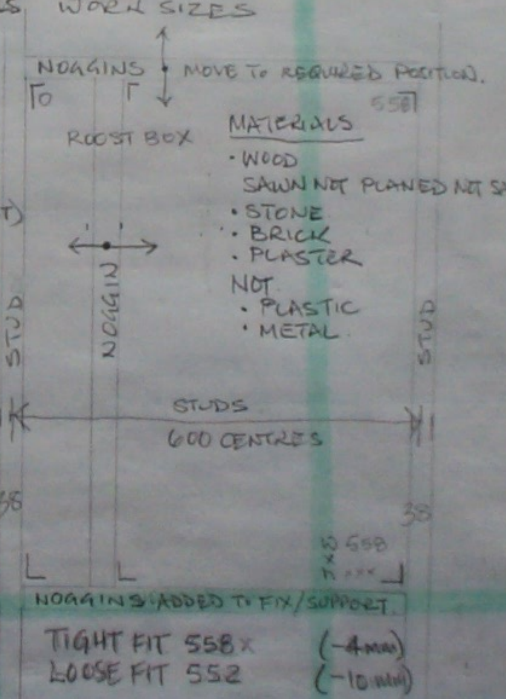 WORK SIZES
NOGGINS • MOVE TO REQUIRED POSITION.
0
558
ROOST BOX
MATERIALS
• WOOD
SAWN NOT PLANED NOT
• STONE
• BRICK
• PLASTER
NOT
• PLASTIC
• METAL
NOGGIN
STUD
STUD
STUDS
600 CENTRES
38
38
W 558
x
NOGGINS ADDED TO FIX/SUPPORT.
TIGHT FIT 558 x (-4mm)
LOOSE FIT 552 (-10mm)